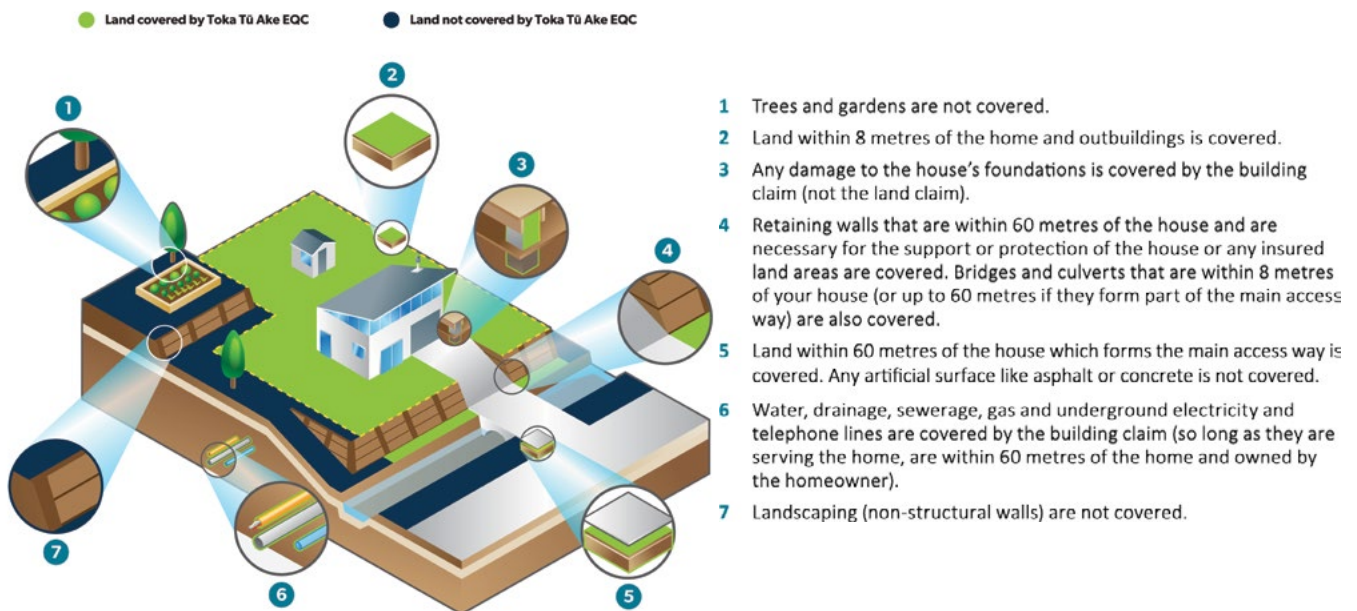 Land covered by Toka Tū Ake EQC
Land not covered by Toka Tū Ake EQC
1
2
3
4
5
6
7
1 Trees and gardens are not covered.
2 Land within 8 metres of the home and outbuildings is covered.
3 Any damage to the house's foundations is covered by the building
claim (not the land claim).
4 Retaining walls that are within 60 metres of the house and are
necessary for the support or protection of the house or any insured
land areas are covered. Bridges and culverts that are within 8 metres
of your house (or up to 60 metres if they form part of the main access
way) are also covered.
5 Land within 60 metres of the house which forms the main access way is
covered. Any artificial surface like asphalt or concrete is not covered.
6 Water, drainage, sewerage, gas and underground electricity and
telephone lines are covered by the building claim (so long as they are
serving the home, are within 60 metres of the home and owned by
the homeowner).
7 Landscaping (non-structural walls) are not covered.